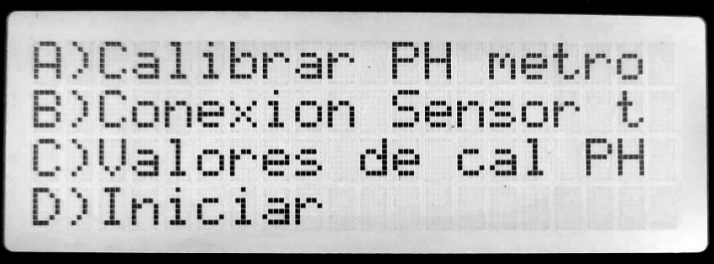 A)Calibrar PH metro
B)Conexion Sensor t
C)Valores de cal PH
D)Iniciar